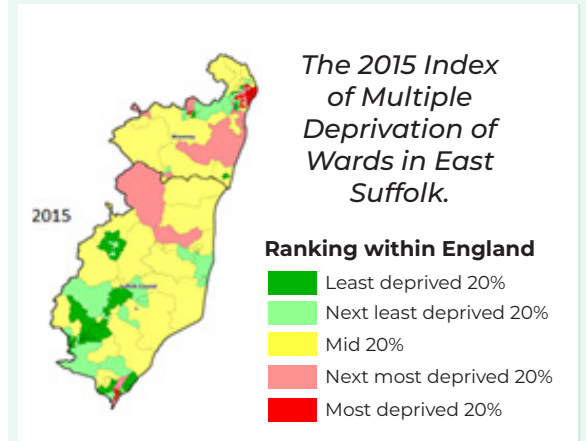 The 2015 Index
of Multiple
Deprivation of
Wards in East
Suffolk.
2015
Ranking within England
Least deprived 20%
Next least deprived 20%
Mid 20%
Next most deprived 20%
Most deprived 20%